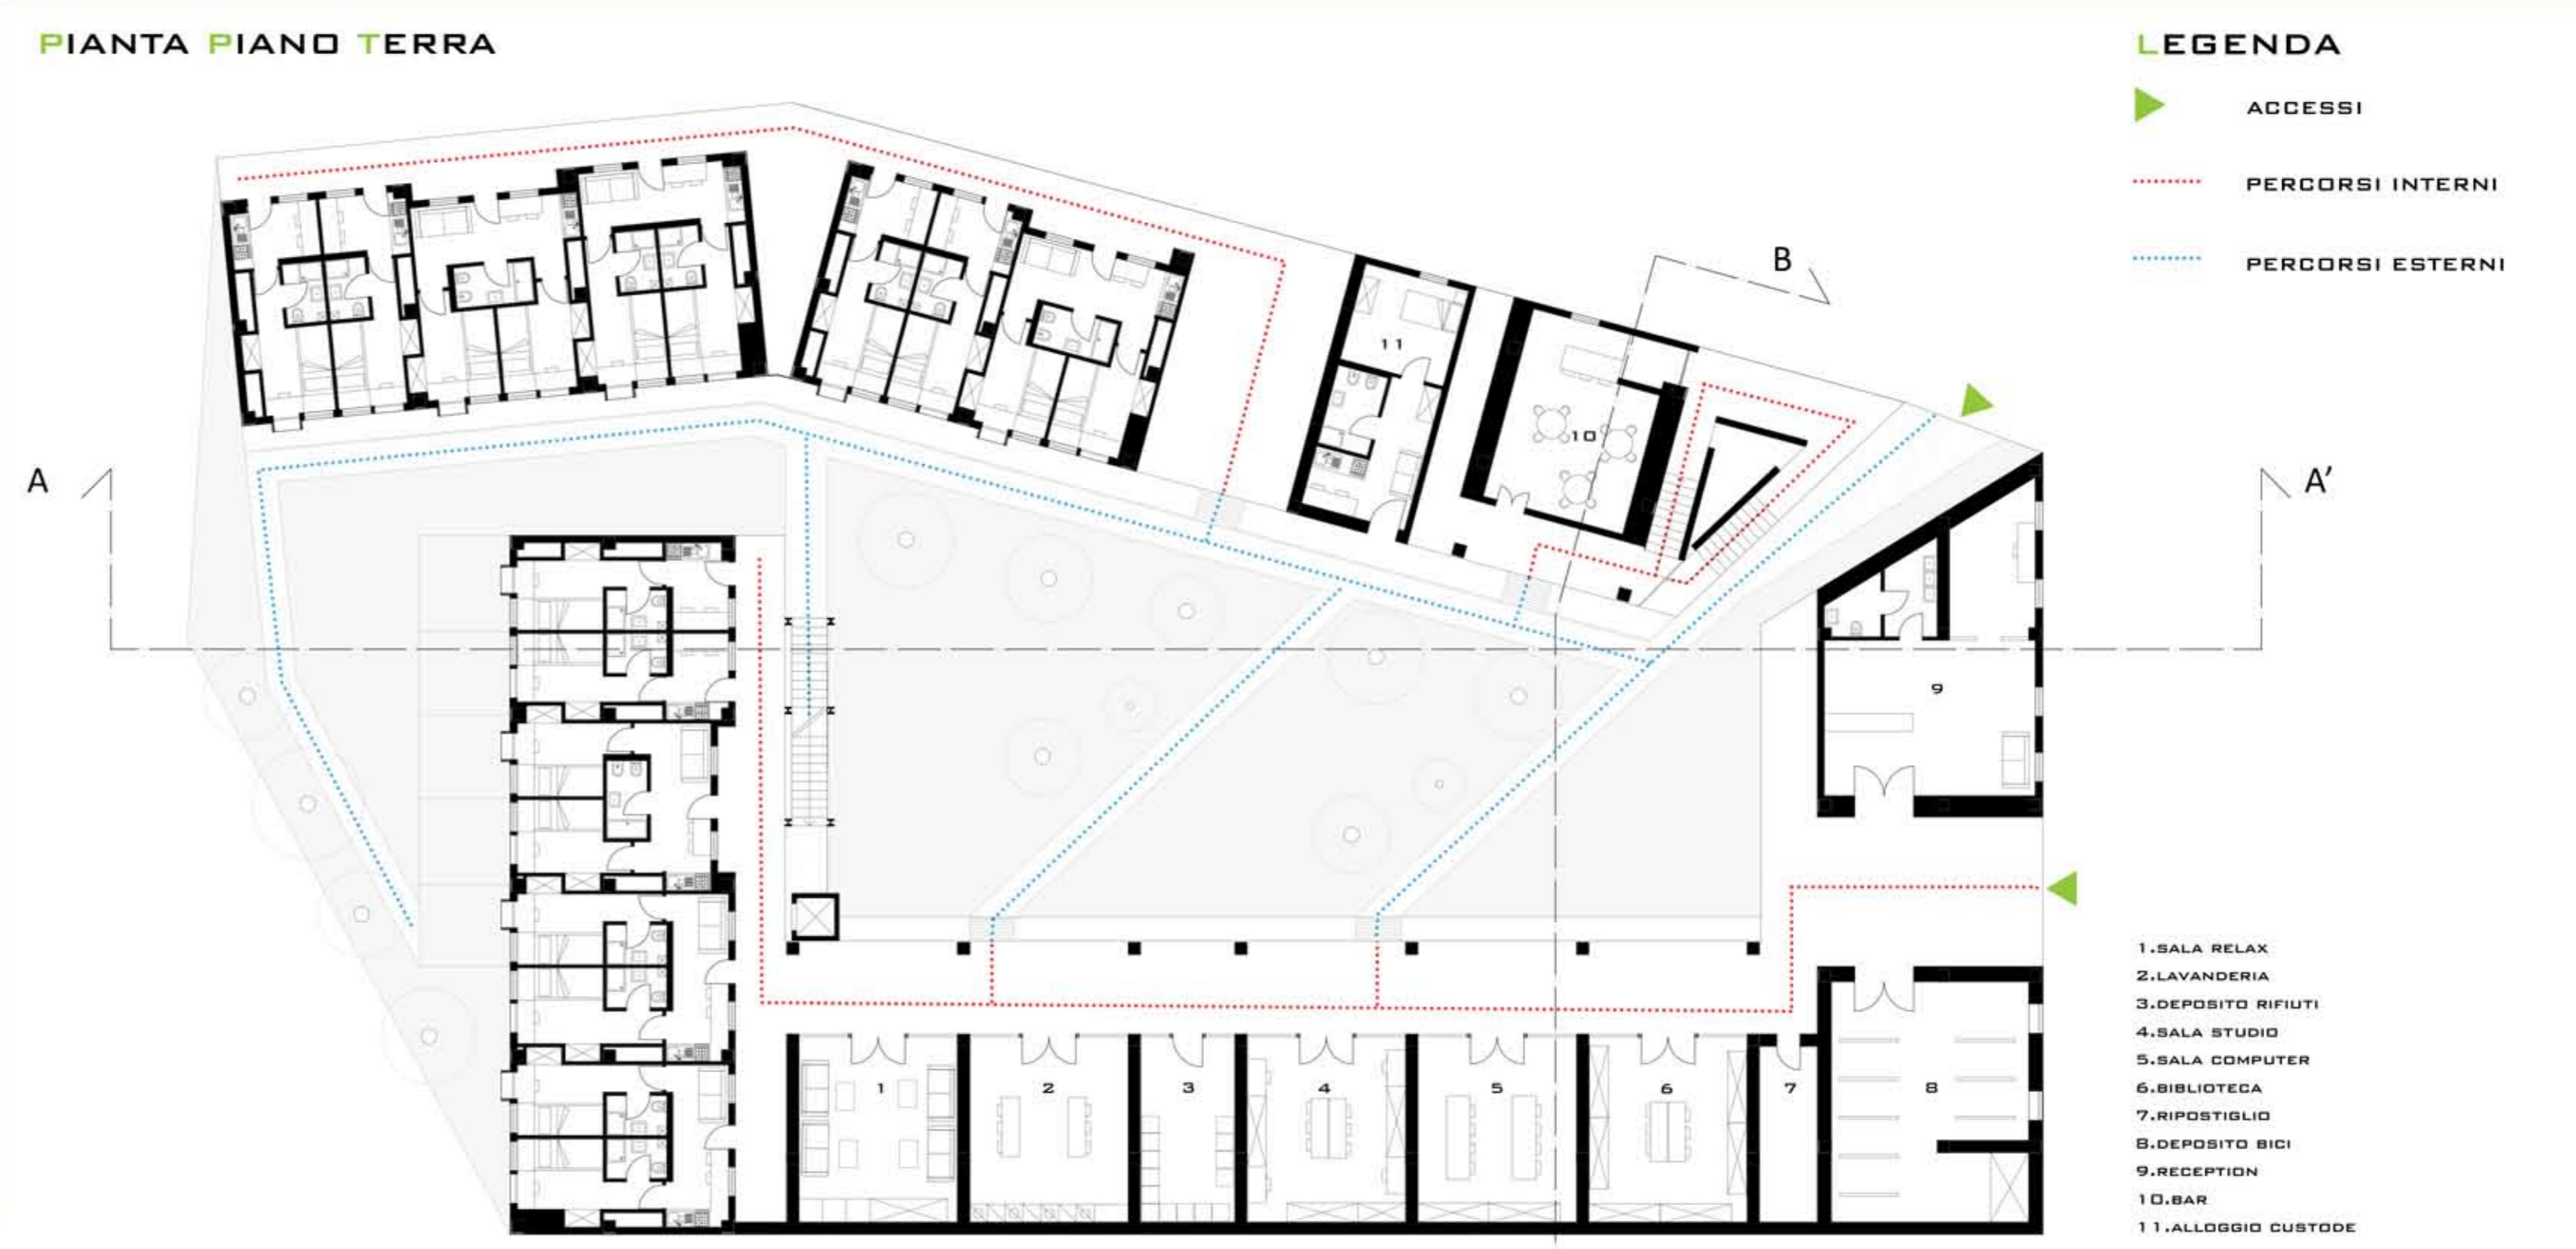 PIANTA PIANO TERRA
LEGENDA
ACCESSI
PERCORSI INTERNI
PERCORSI ESTERNI
B
A
A'
11
10
9
1
2
3
4
5
6
7
8
1.SALA RELAX
2.LAVANDERIA
3.DEPOSITO RIFIUTI
4.SALA STUDIO
5.SALA COMPUTER
6.BIBLIOTECA
7.RIPOSTIGLIO
8.DEPOSITO BICI
9.RECEPTION
10.BAR
11.ALLOGGIO CUSTODE